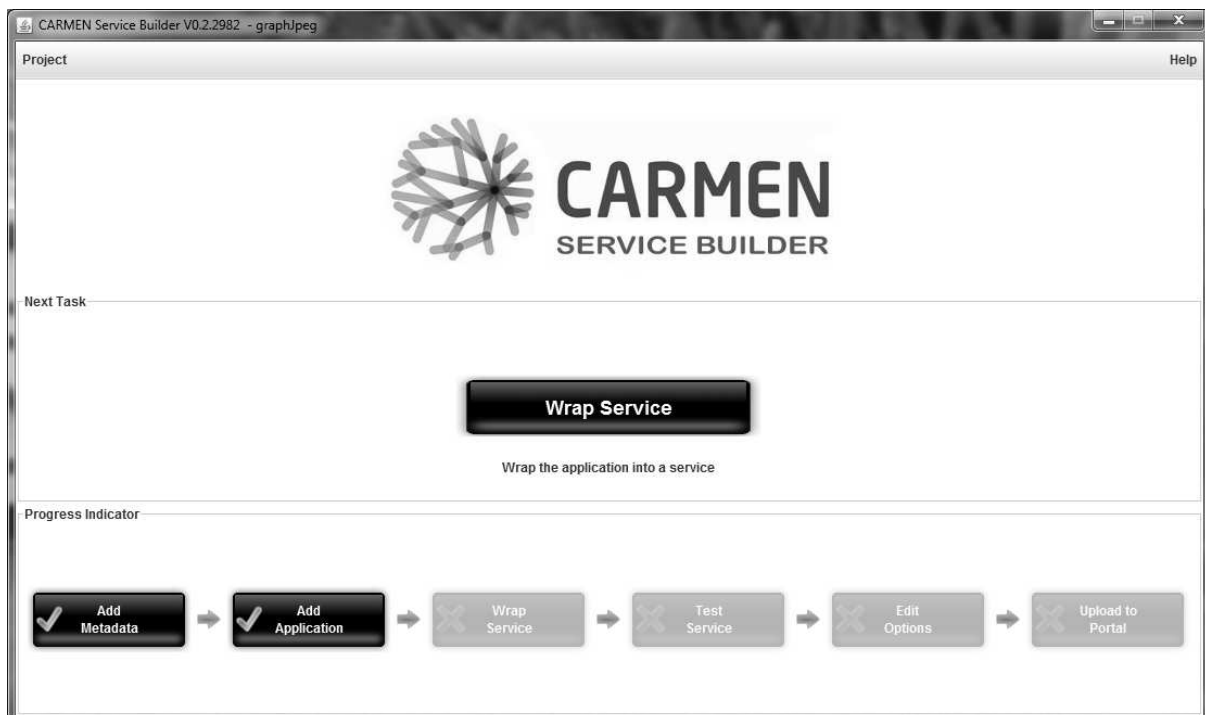 CARMEN Service Builder V0.2.2982 - graphJpeg
Project
Help
CARMEN
SERVICE BUILDER
Next Task
Wrap Service
Wrap the application into a service
Progress Indicator
Add
Metadata
Add
Application
Wrap
Service
Test
Service
Edit
Options
Upload to
Portal